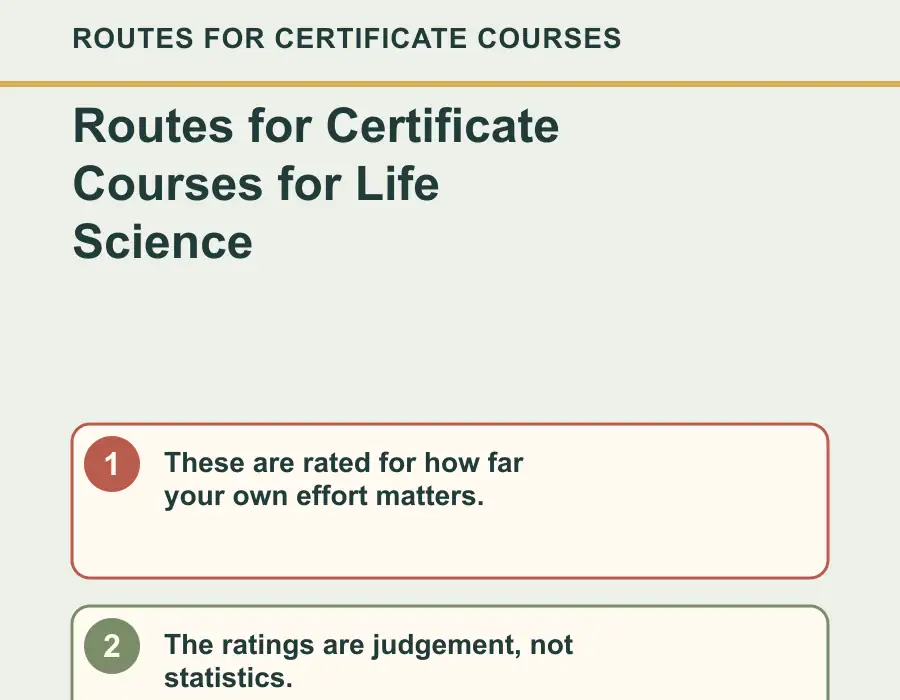 ROUTES FOR CERTIFICATE COURSES
Routes for Certificate
Courses for Life
Science
1
These are rated for how far
your own effort matters.
2
The ratings are judgement, not
statistics.